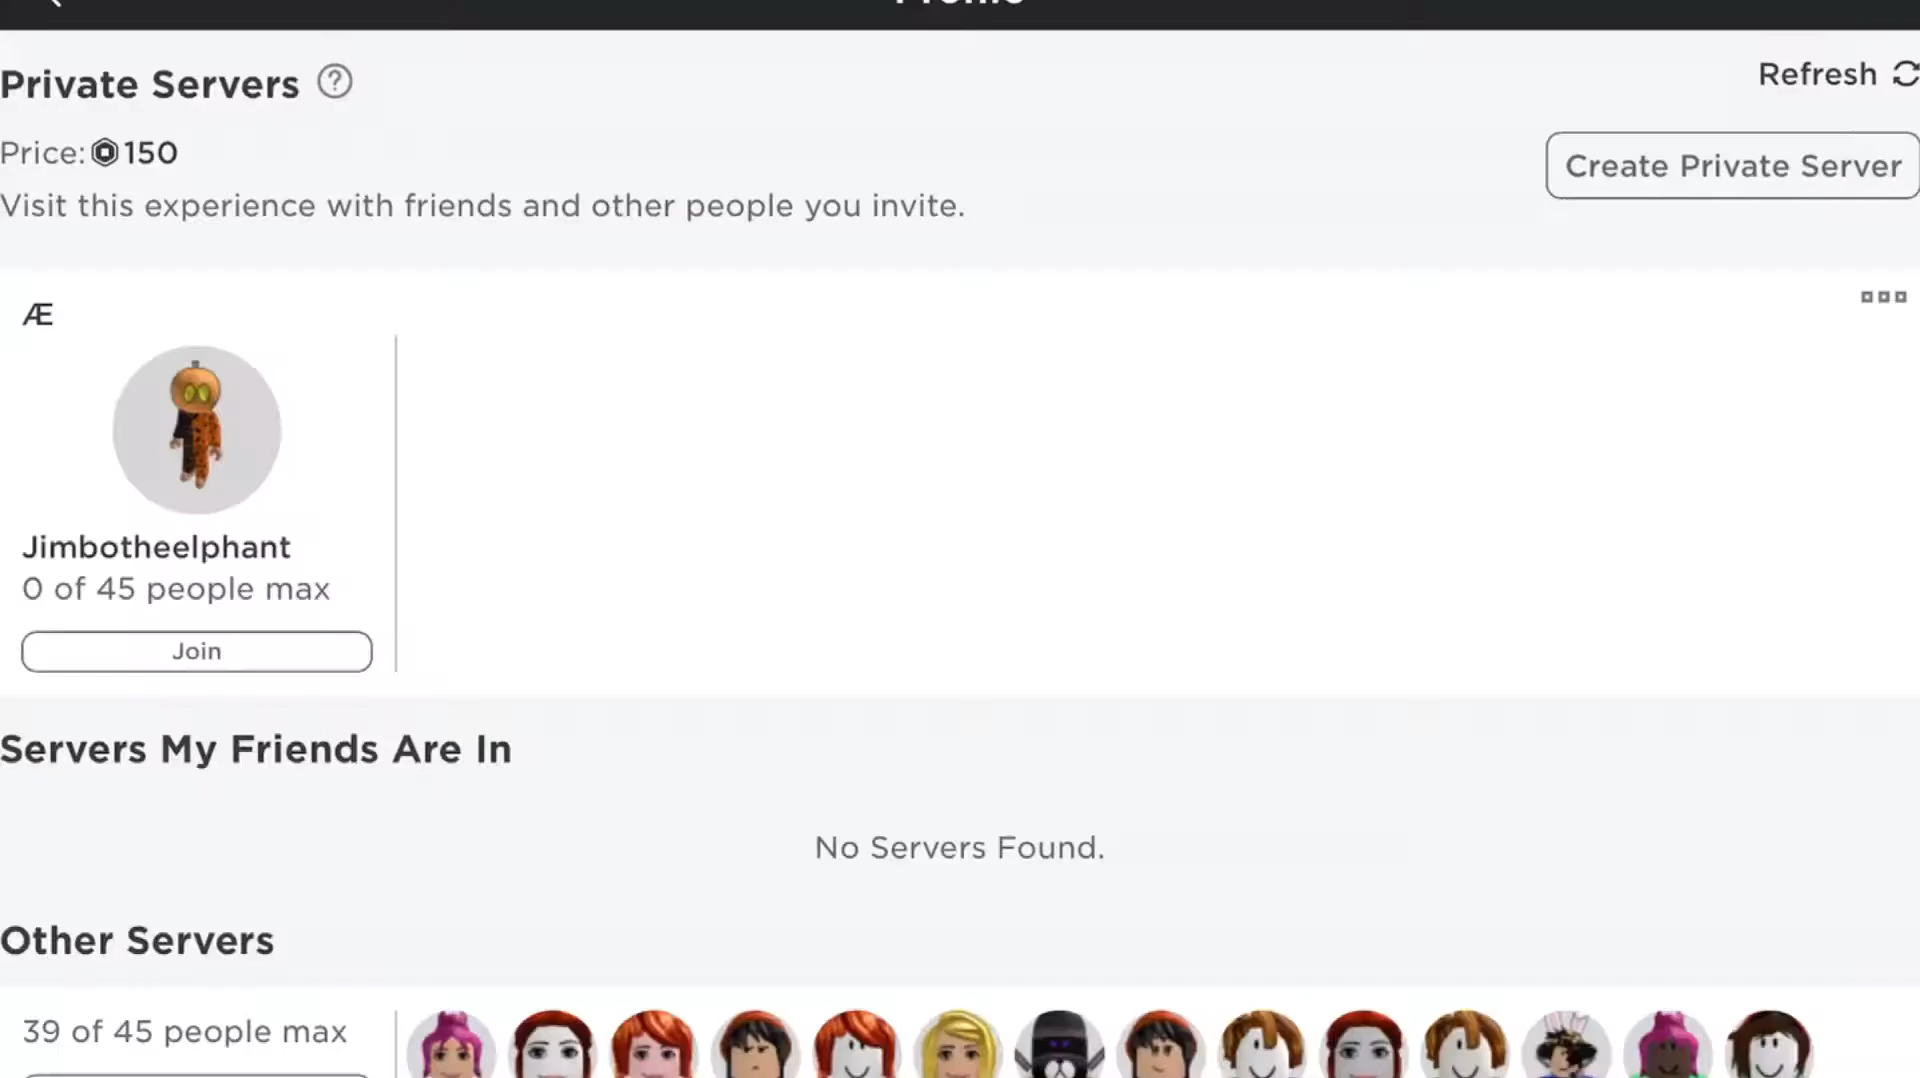 Profile
Private Servers ?
Refresh
Price: 150
Create Private Server
Visit this experience with friends and other people you invite.
Æ
Jimbotheelphant
0 of 45 people max
Join
Servers My Friends Are In
No Servers Found.
Other Servers
39 of 45 people max